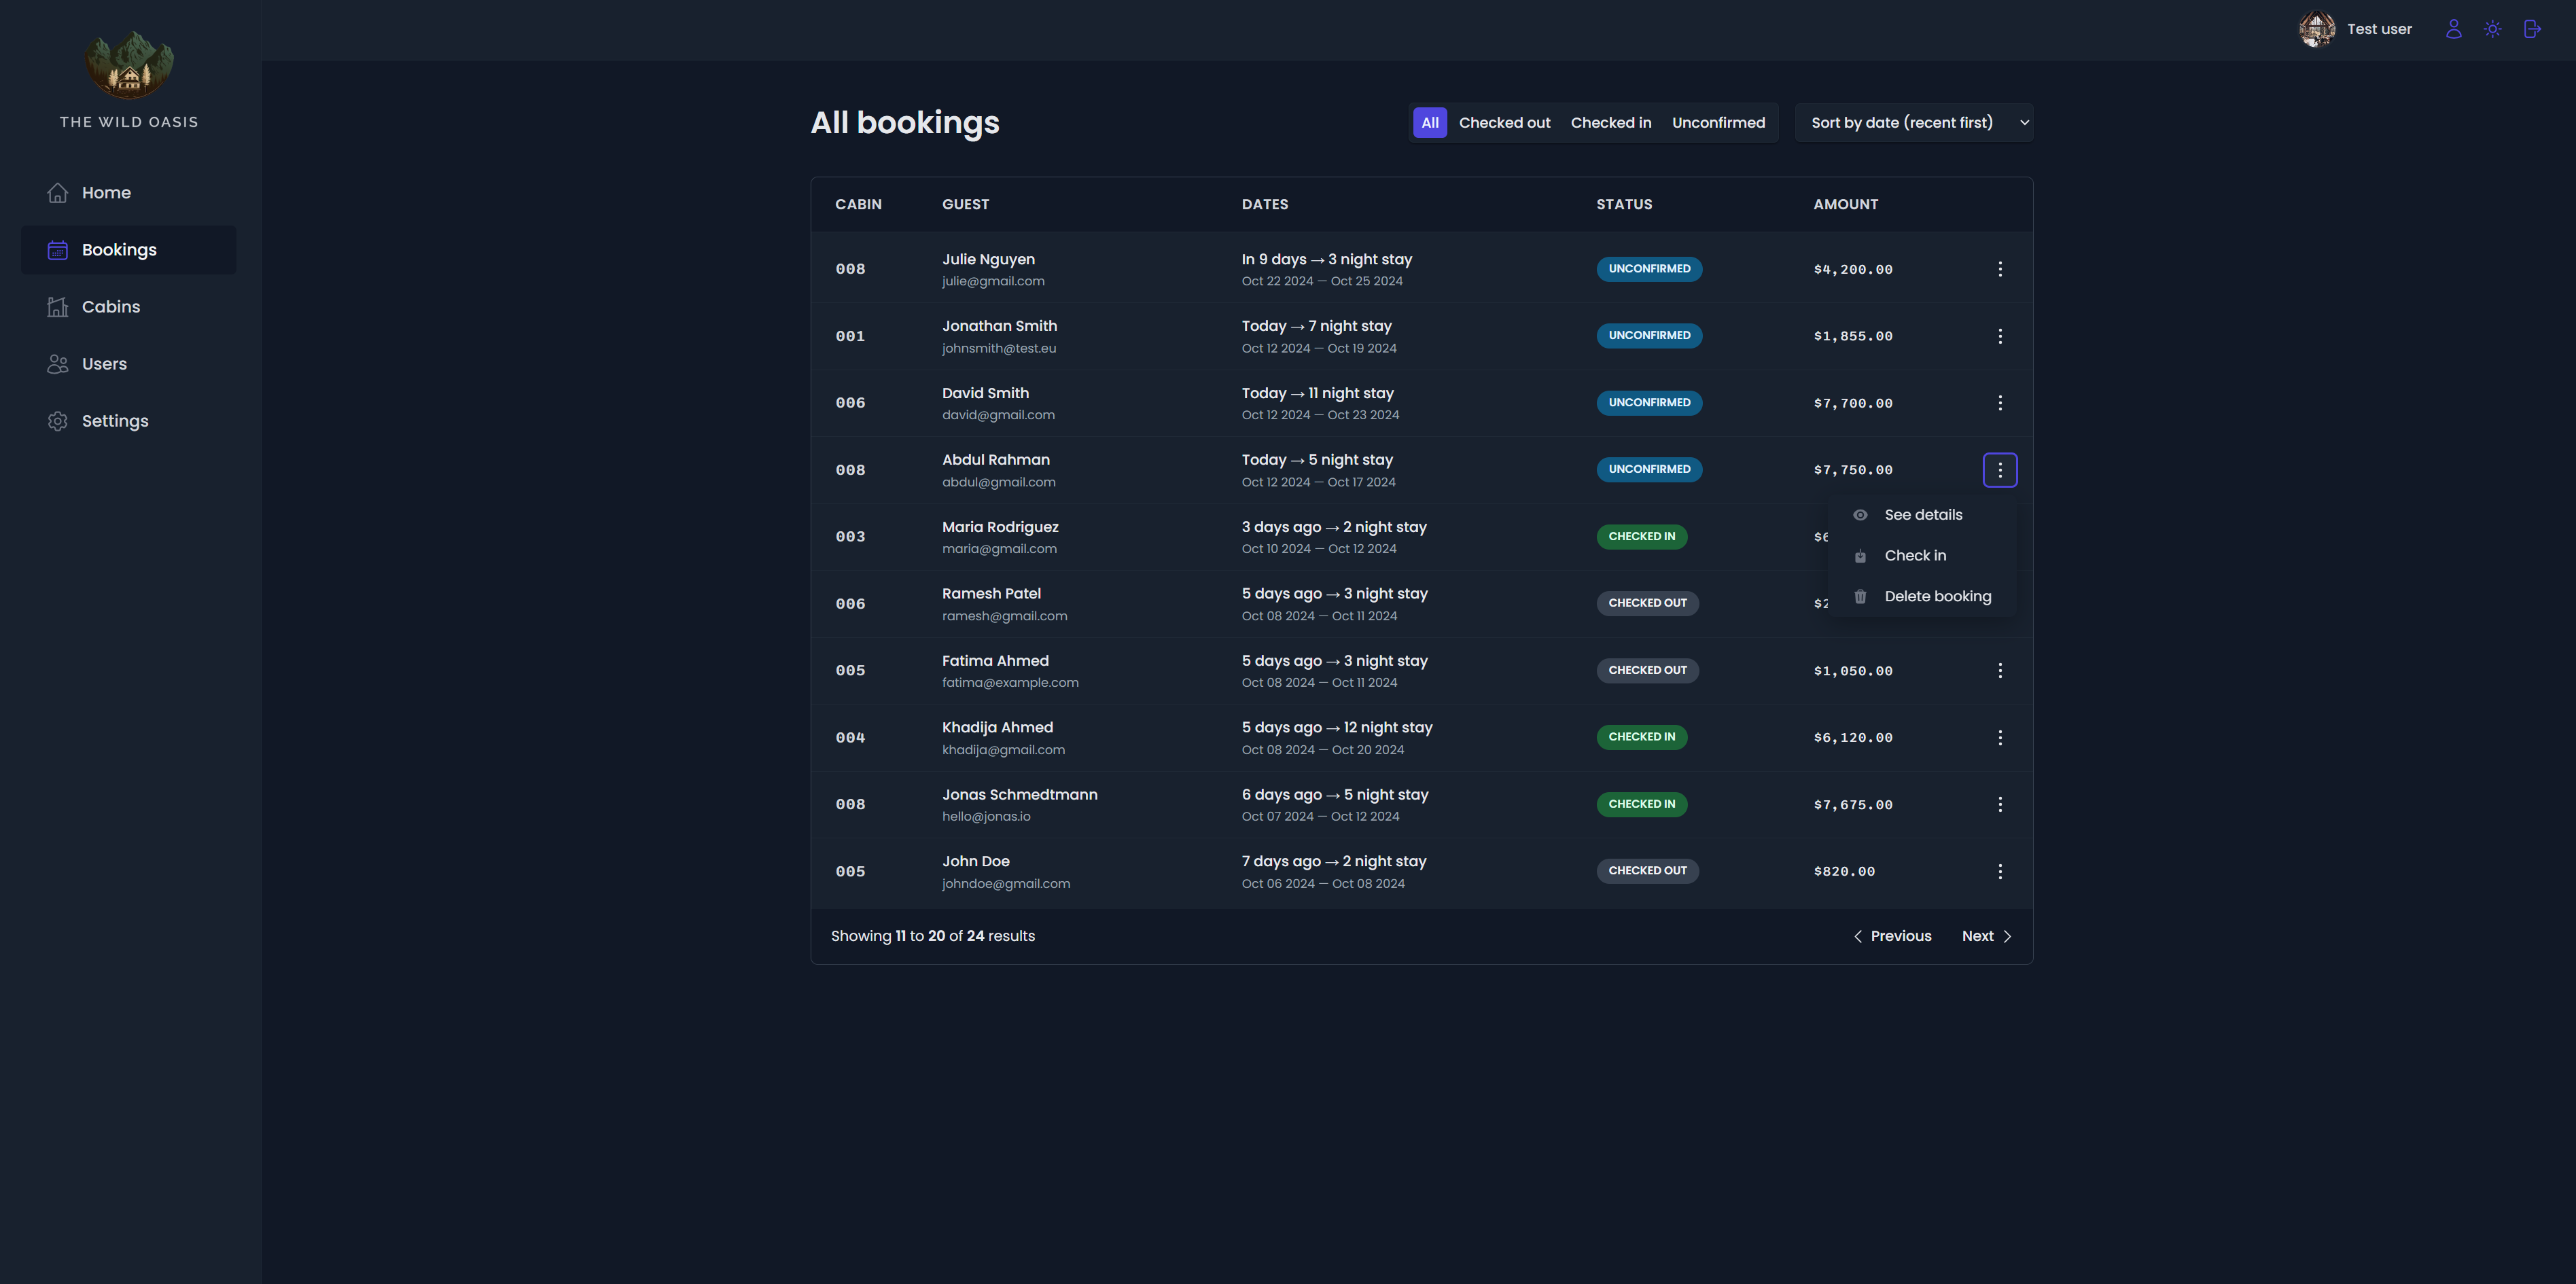 THE WILD OASIS
Home
Bookings
Cabins
Users
Settings
Test user
All bookings
All Checked out Checked in Unconfirmed
Sort by date (recent first)
CABIN GUEST DATES STATUS AMOUNT
008 Julie Nguyen In 9 days → 3 night stay UNCONFIRMED $4,200.00
julie@gmail.com Oct 22 2024 — Oct 25 2024
001 Jonathan Smith Today → 7 night stay UNCONFIRMED $1,855.00
johnsmith@test.eu Oct 12 2024 — Oct 19 2024
006 David Smith Today → 11 night stay UNCONFIRMED $7,700.00
david@gmail.com Oct 12 2024 — Oct 23 2024
008 Abdul Rahman Today → 5 night stay UNCONFIRMED $7,750.00
abdul@gmail.com Oct 12 2024 — Oct 17 2024
See details
Check in
Delete booking
003 Maria Rodriguez 3 days ago → 2 night stay CHECKED IN
maria@gmail.com Oct 10 2024 — Oct 12 2024
006 Ramesh Patel 5 days ago → 3 night stay CHECKED OUT
ramesh@gmail.com Oct 08 2024 — Oct 11 2024
005 Fatima Ahmed 5 days ago → 3 night stay CHECKED OUT $1,050.00
fatima@example.com Oct 08 2024 — Oct 11 2024
004 Khadija Ahmed 5 days ago → 12 night stay CHECKED IN $6,120.00
khadija@gmail.com Oct 08 2024 — Oct 20 2024
008 Jonas Schmedtmann 6 days ago → 5 night stay CHECKED IN $7,675.00
hello@jonas.io Oct 07 2024 — Oct 12 2024
005 John Doe 7 days ago → 2 night stay CHECKED OUT $820.00
johndoe@gmail.com Oct 06 2024 — Oct 08 2024
Showing 11 to 20 of 24 results
Previous Next